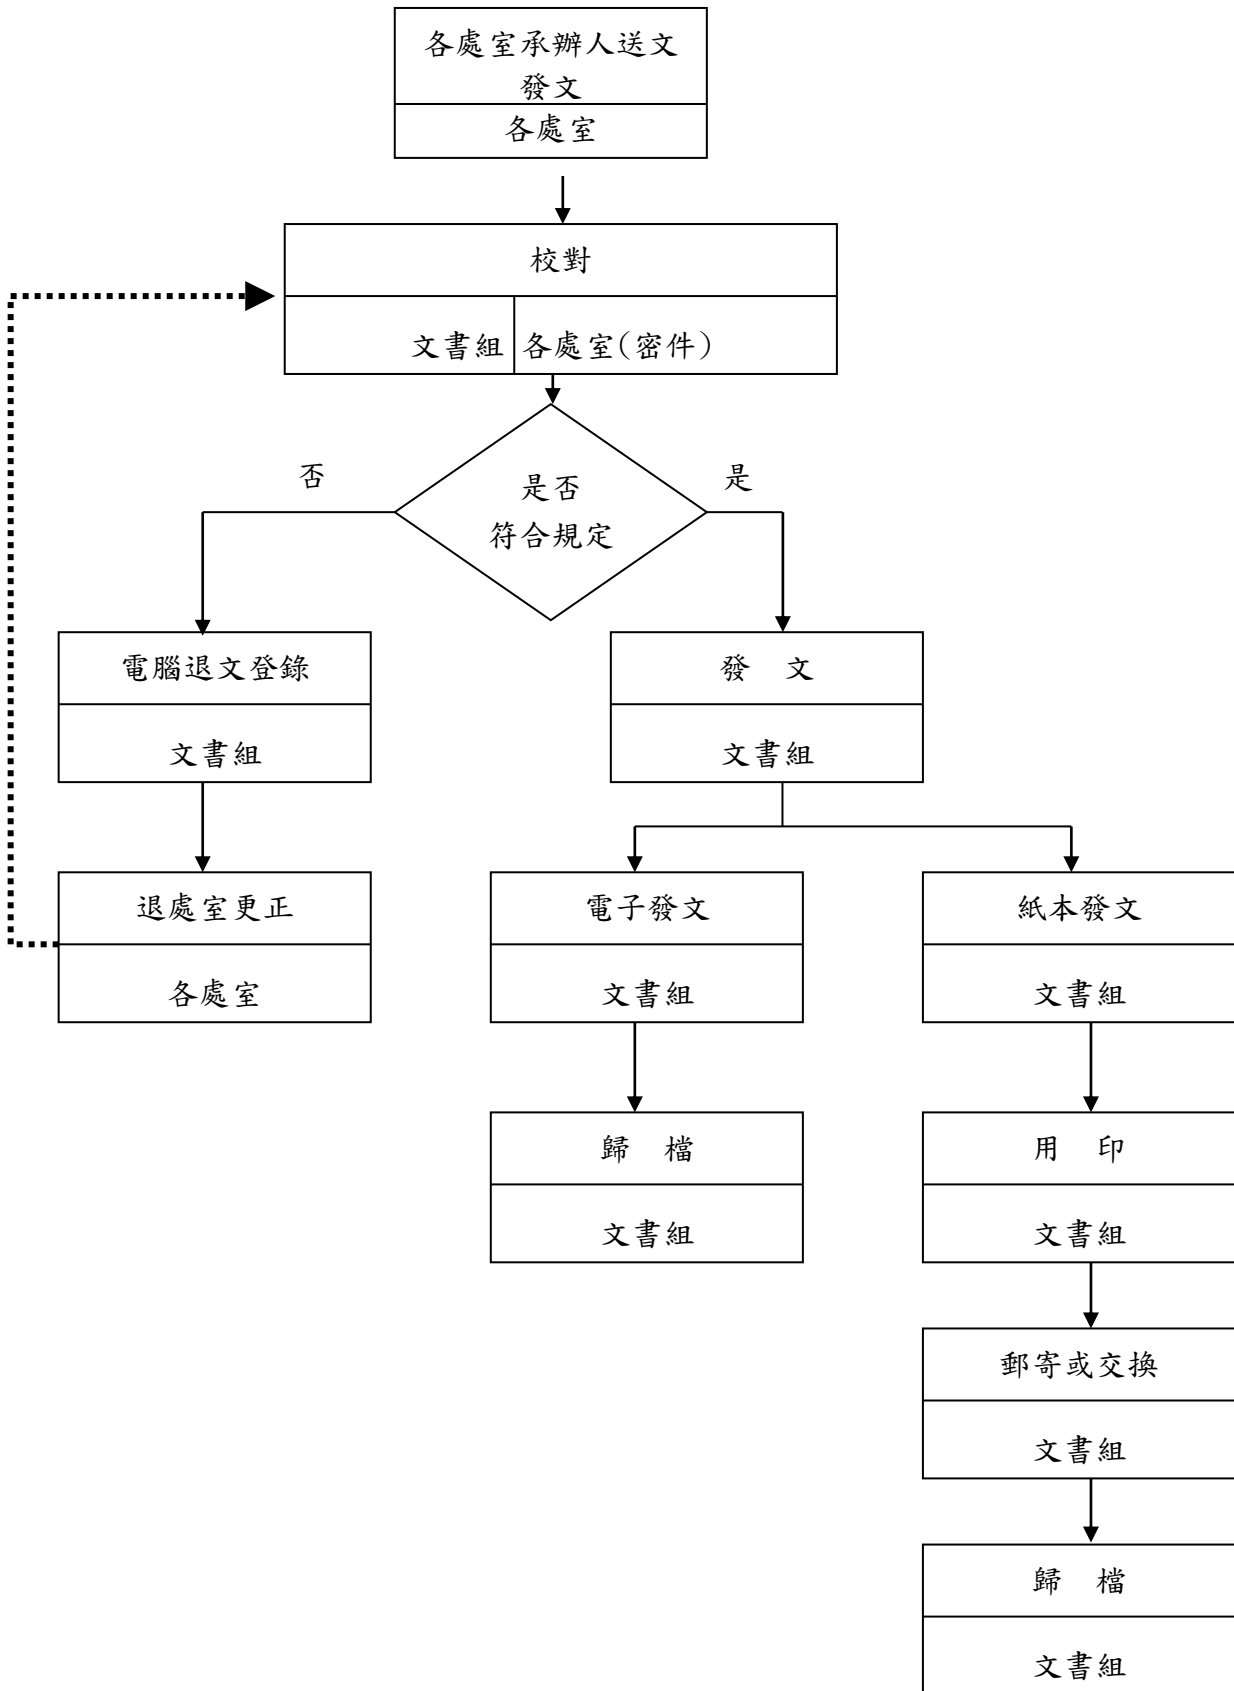 各處室承辦人送文
發文
各處室
校對
文書組
各處室(密件)
否
是
是否
符合規定
電腦退文登錄
文書組
發　文
文書組
退處室更正
各處室
電子發文
文書組
紙本發文
文書組
歸　檔
文書組
用　印
文書組
郵寄或交換
文書組
歸　檔
文書組